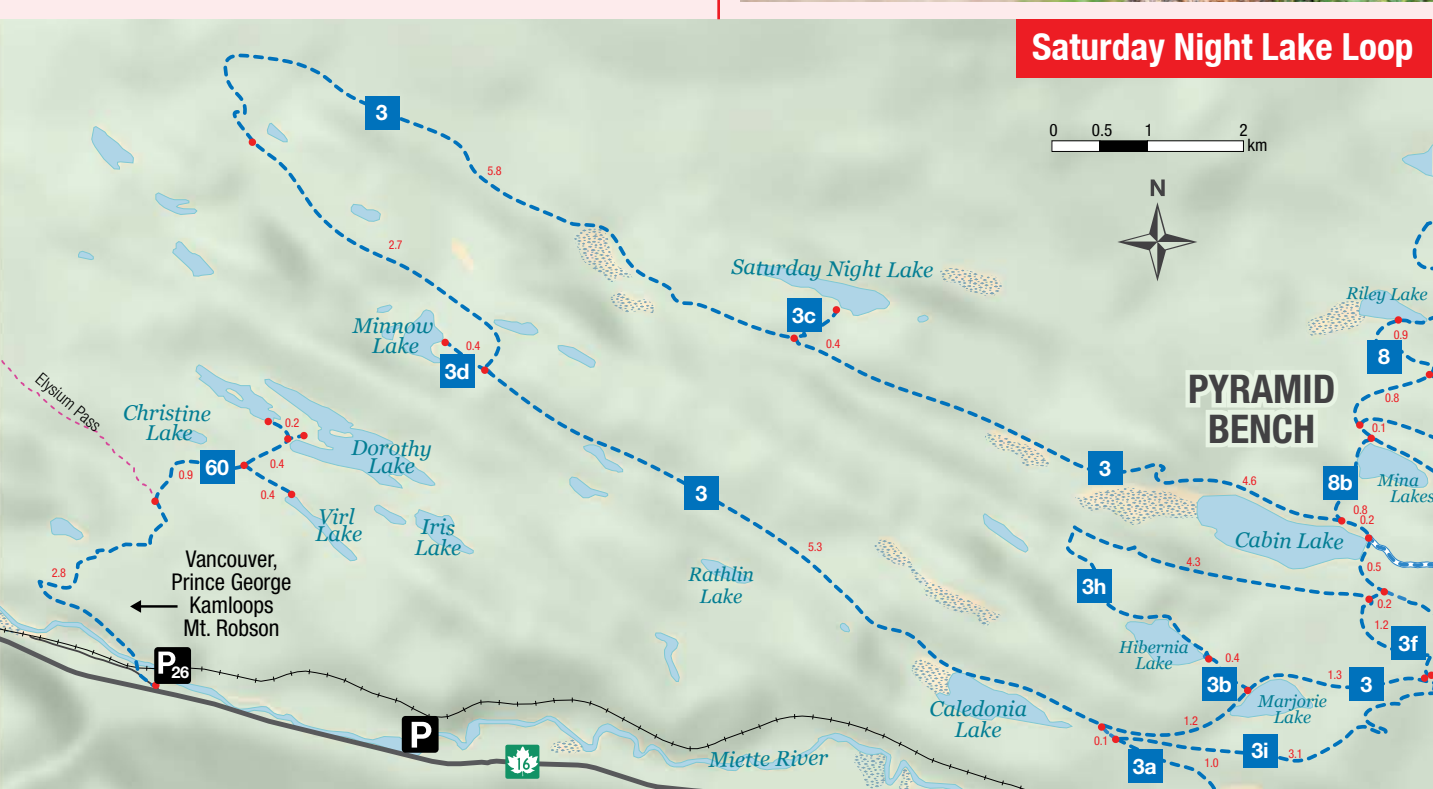 Saturday Night Lake Loop
0 0.5 1 2
km
N
3
5.8
2.7
Saturday Night Lake
3c
0.4
Riley Lake
0.9
8
0.8
0.1
Minnow
Lake
0.4
3d
PYRAMID
BENCH
Elysium Pass
Christine
Lake
0.2
Dorothy
Lake
60
0.9
0.4
0.4
Virl
Lake
Iris
Lake
3
5.3
3
4.6
8b
Mina
Lakes
0.8
0.2
Cabin Lake
0.5
4.3
0.2
1.2
3f
3h
Rathlin
Lake
Vancouver,
Prince George
Kamloops
Mt. Robson
2.8
P26
P
16
Miette River
Hibernia
Lake
0.4
3b
1.3
3
Marjorie
Lake
Caledonia
Lake
1.2
0.1
3a
1.0
3i
3.1